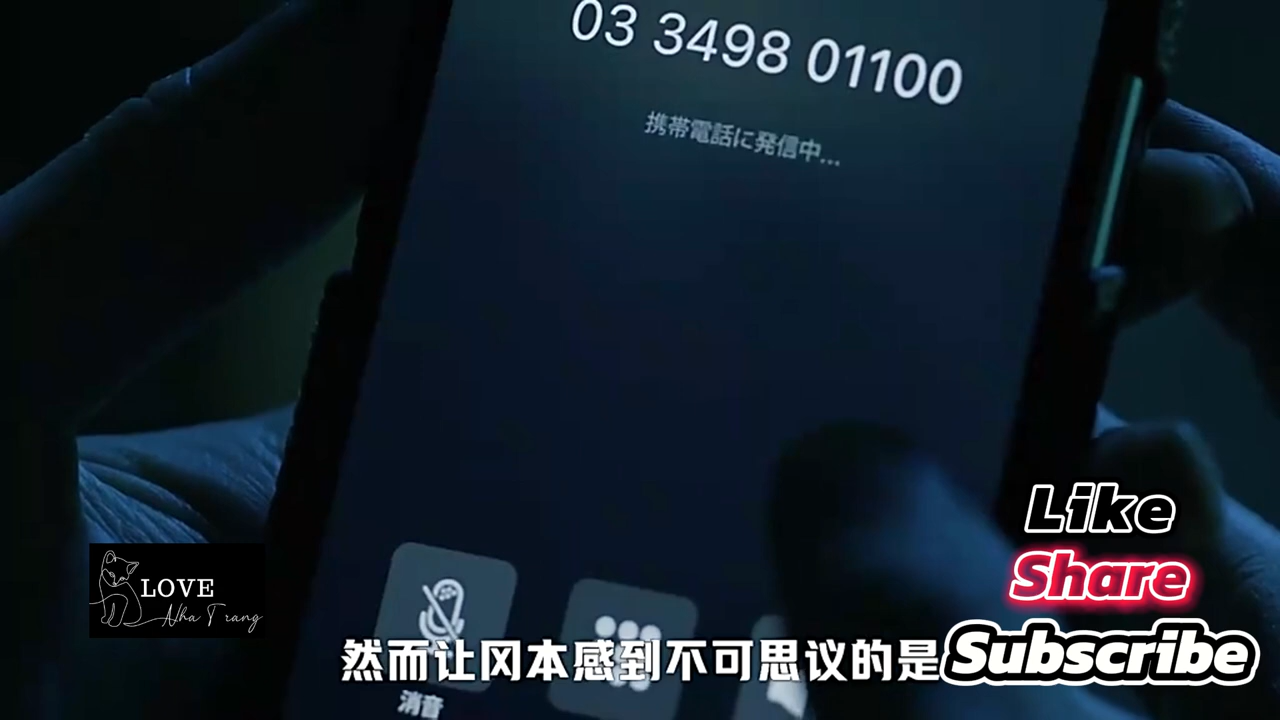 03 3498 01100
携帯電話に発信中...
Like
Share
LOVE
Nha Trang
然而让冈本感到不可思议的是
Subscribe
消音